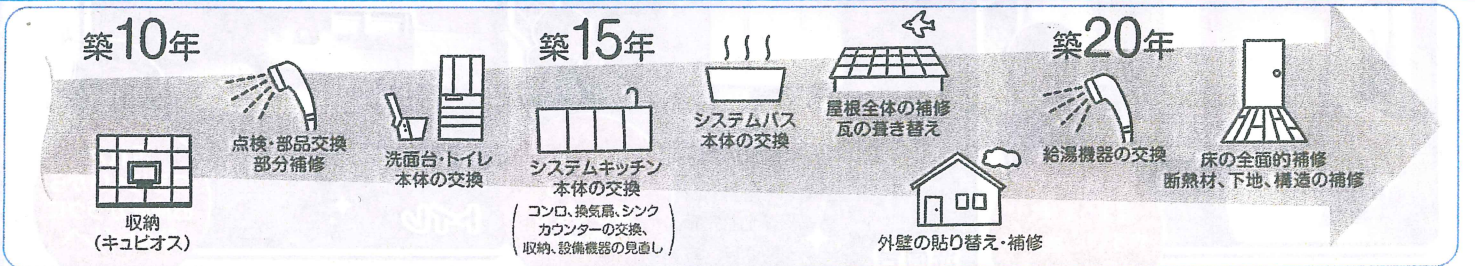 築10年
収納
(キュビオス)
点検・部品交換
部分補修
洗面台・トイレ
本体の交換
築15年
システムキッチン
本体の交換
(コンロ、換気扇、シンク
カウンターの交換、
収納、設備機器の見直し)
システムバス
本体の交換
屋根全体の補修
瓦の葺き替え
外壁の貼り替え・補修
築20年
給湯機器の交換
床の全面的補修
断熱材、下地、構造の補修